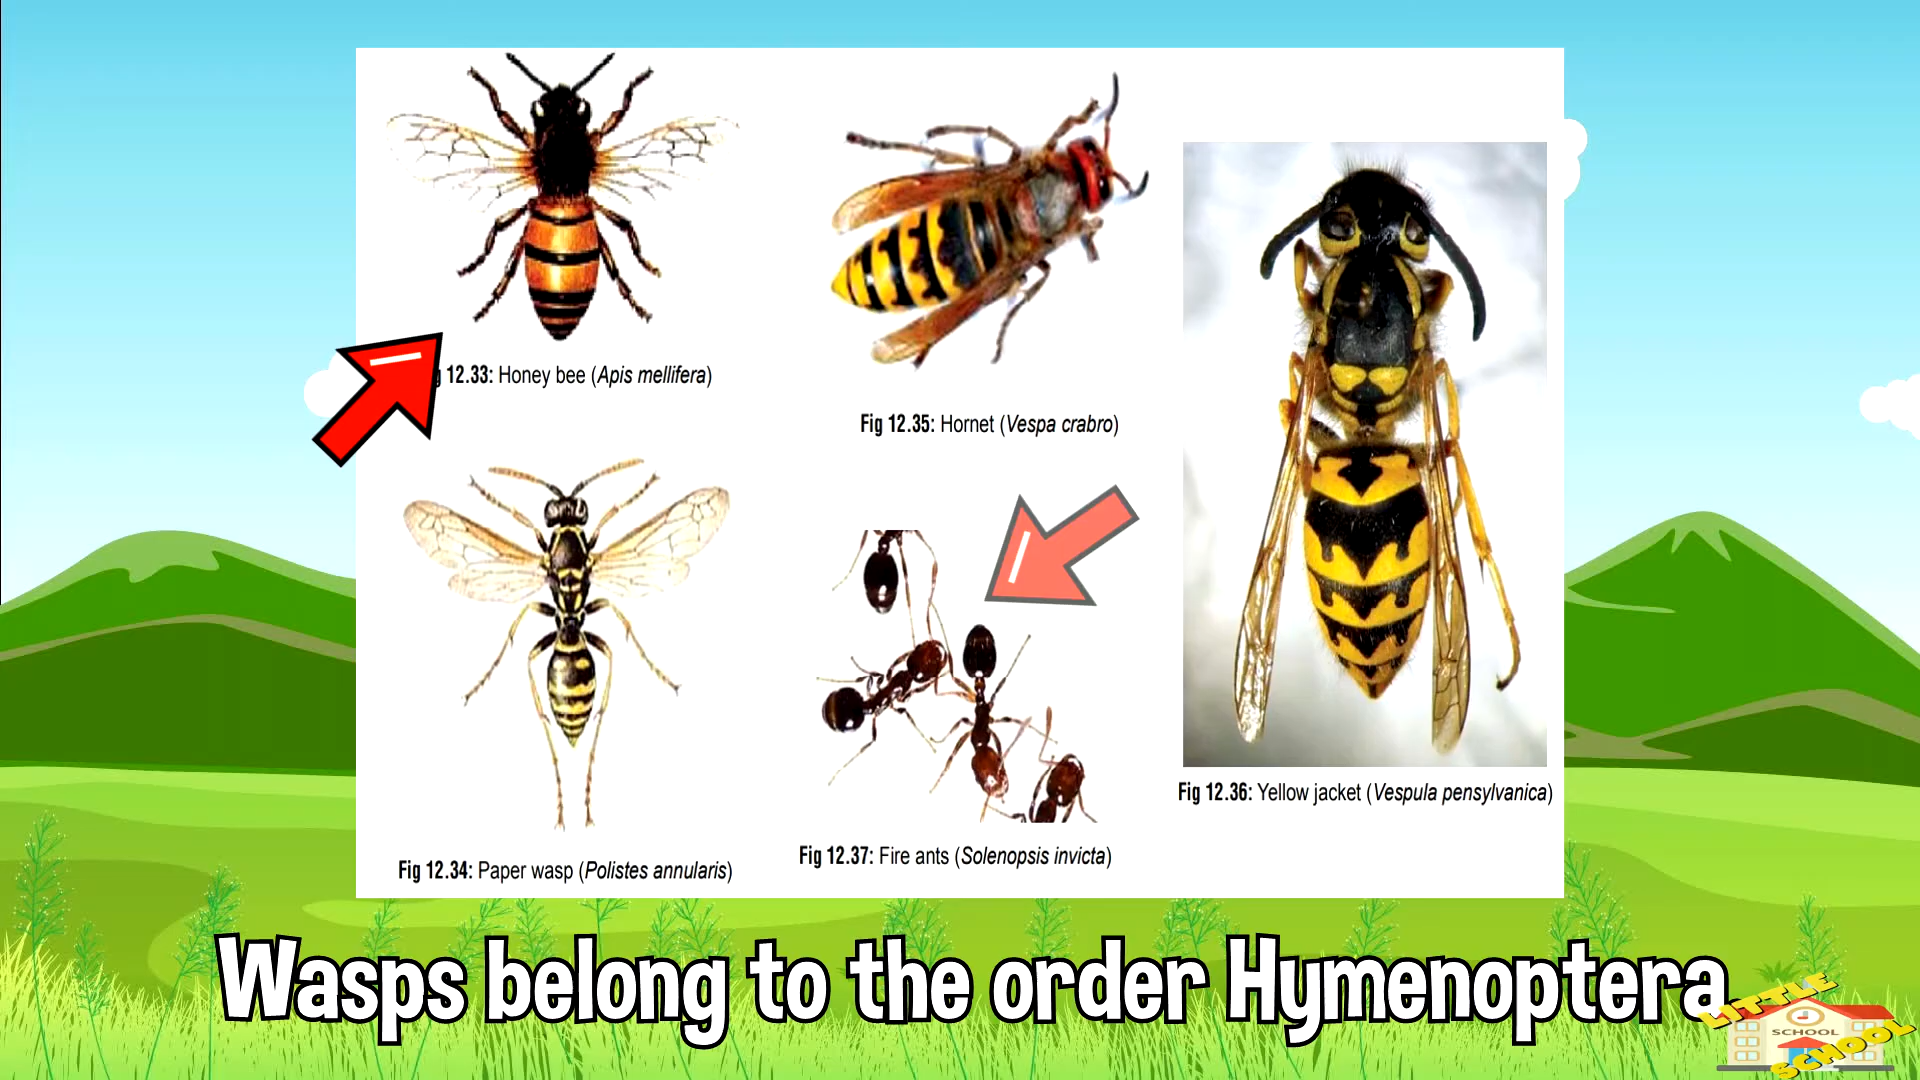 12.33: Honey bee (Apis mellifera)
Fig 12.35: Hornet (Vespa crabro)
Fig 12.36: Yellow jacket (Vespula pensylvanica)
Fig 12.37: Fire ants (Solenopsis invicta)
Fig 12.34: Paper wasp (Polistes annularis)
Wasps belong to the order Hymenoptera
LITTLE
SCHOOL
SCHOOL